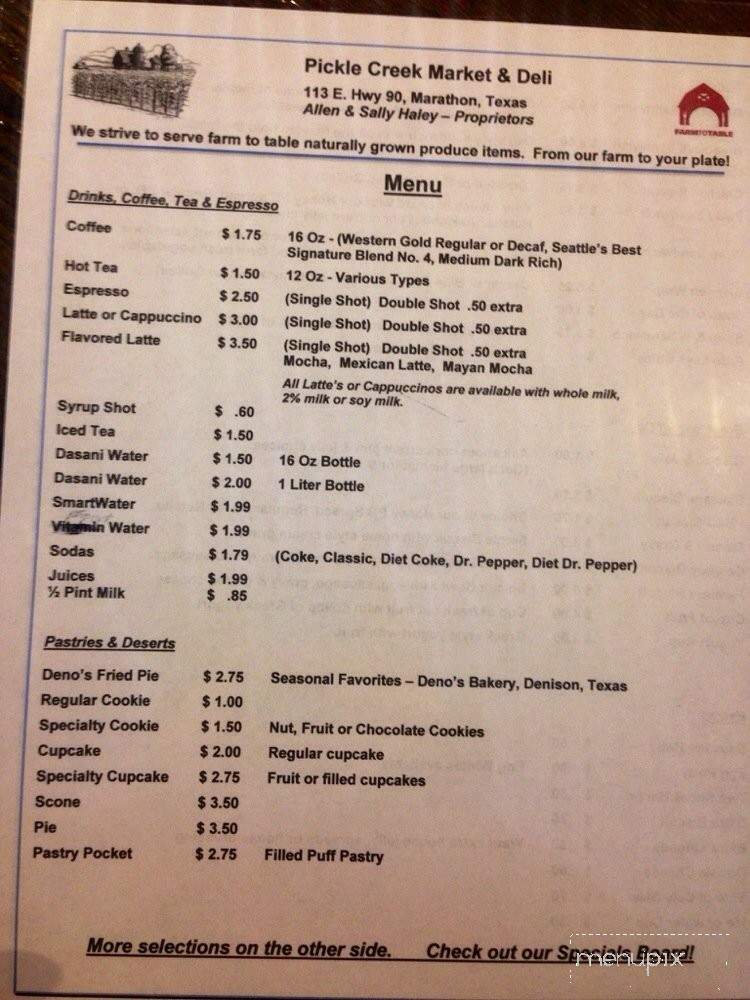 Pickle Creek Market & Deli
113 E. Hwy 90, Marathon, Texas
Allen & Sally Haley – Proprietors
FARMTOTABLE
We strive to serve farm to table naturally grown produce items. From our farm to your plate!
Menu
Drinks, Coffee, Tea & Espresso
Coffee $ 1.75 16 Oz - (Western Gold Regular or Decaf, Seattle's Best
Signature Blend No. 4, Medium Dark Rich)
Hot Tea $ 1.50 12 Oz - Various Types
Espresso $ 2.50 (Single Shot) Double Shot .50 extra
Latte or Cappuccino $ 3.00 (Single Shot) Double Shot .50 extra
Flavored Latte $ 3.50 (Single Shot) Double Shot .50 extra
Mocha, Mexican Latte, Mayan Mocha
All Latte's or Cappuccinos are available with whole milk,
2% milk or soy milk.
Syrup Shot $ .60
Iced Tea $ 1.50
Dasani Water $ 1.50 16 Oz Bottle
Dasani Water $ 2.00 1 Liter Bottle
SmartWater $ 1.99
Vitamin Water $ 1.99
Sodas $ 1.79 (Coke, Classic, Diet Coke, Dr. Pepper, Diet Dr. Pepper)
Juices $ 1.99
½ Pint Milk $ .85
Pastries & Deserts
Deno's Fried Pie $ 2.75 Seasonal Favorites – Deno's Bakery, Denison, Texas
Regular Cookie $ 1.00
Specialty Cookie $ 1.50 Nut, Fruit or Chocolate Cookies
Cupcake $ 2.00 Regular cupcake
Specialty Cupcake $ 2.75 Fruit or filled cupcakes
Scone $ 3.50
Pie $ 3.50
Pastry Pocket $ 2.75 Filled Puff Pastry
More selections on the other side. Check out our Specials Board!
menupix